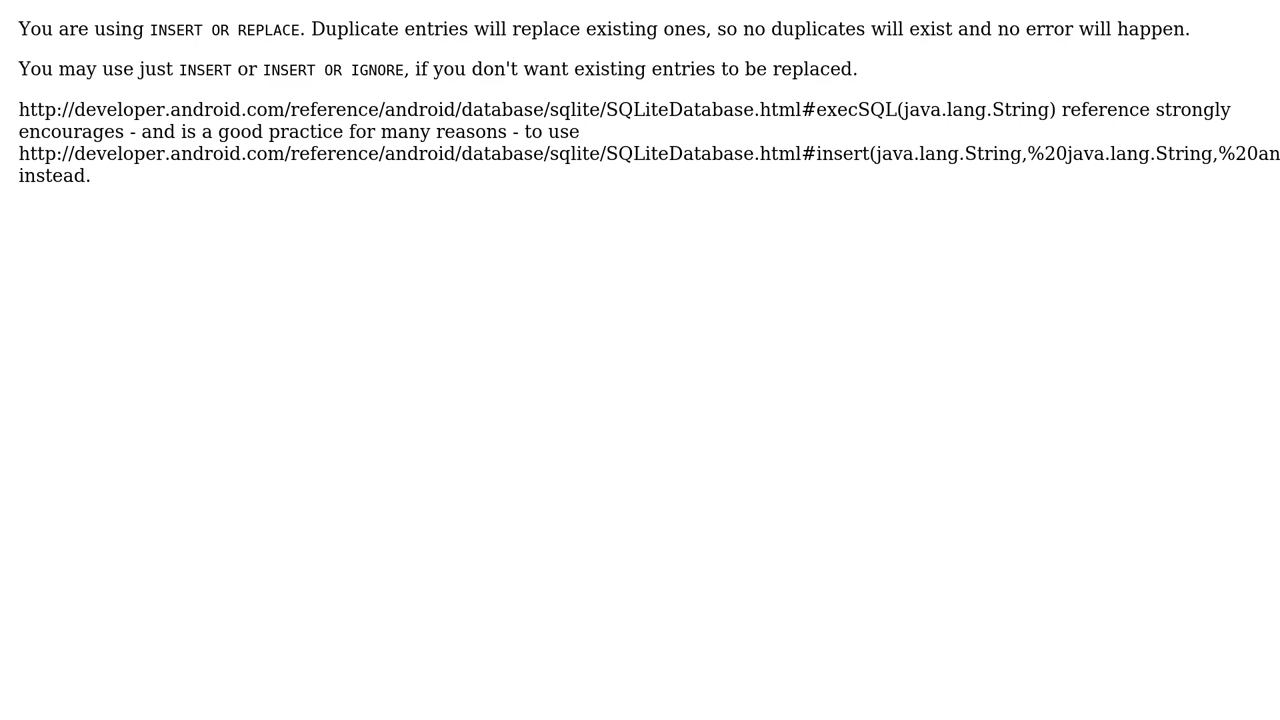 You are using INSERT OR REPLACE. Duplicate entries will replace existing ones, so no duplicates will exist and no error will happen.
You may use just INSERT or INSERT OR IGNORE, if you don't want existing entries to be replaced.
http://developer.android.com/reference/android/database/sqlite/SQLiteDatabase.html#execSQL(java.lang.String) reference strongly
encourages - and is a good practice for many reasons - to use
http://developer.android.com/reference/android/database/sqlite/SQLiteDatabase.html#insert(java.lang.String,%20java.lang.String,%20an
instead.